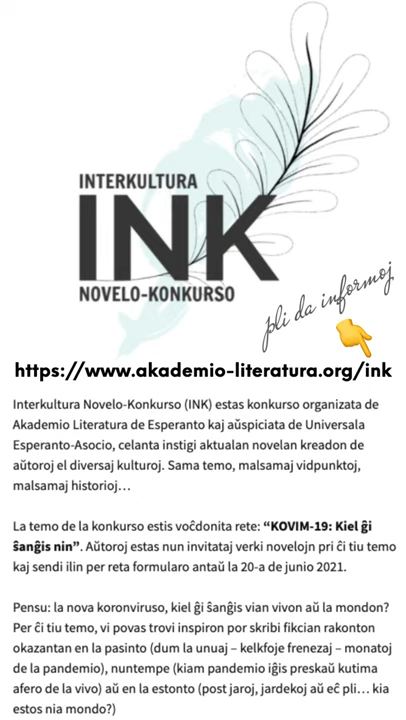 INTERKULTURA
INK
NOVELO-KONKURSO
pli da informoj
https://www.akademio-literatura.org/ink
Interkultura Novelo-Konkurso (INK) estas konkurso organizata de
Akademio Literatura de Esperanto kaj aŭspiciata de Universala
Esperanto-Asocio, celanta instigi aktualan novelan kreadon de
aŭtoroj el diversaj kulturoj. Sama temo, malsamaj vidpunktoj,
malsamaj historioj…
La temo de la konkurso estis voĉdonita rete: “KOVIM-19: Kiel ĝi
ŝanĝis nin”. Aŭtoroj estas nun invitataj verki novelojn pri ĉi tiu temo
kaj sendi ilin per reta formularo antaŭ la 20-a de junio 2021.
Pensu: la nova koronviruso, kiel ĝi ŝanĝis vian vivon aŭ la mondon?
Per ĉi tiu temo, vi povas trovi inspiron por skribi fikcian rakonton
okazantan en la pasinto (dum la unuaj – kelkfoje frenezaj – monatoj
de la pandemio), nuntempe (kiam pandemio iĝis preskaŭ kutima
afero de la vivo) aŭ en la estonto (post jaroj, jardekoj aŭ eĉ pli… kia
estos nia mondo?)